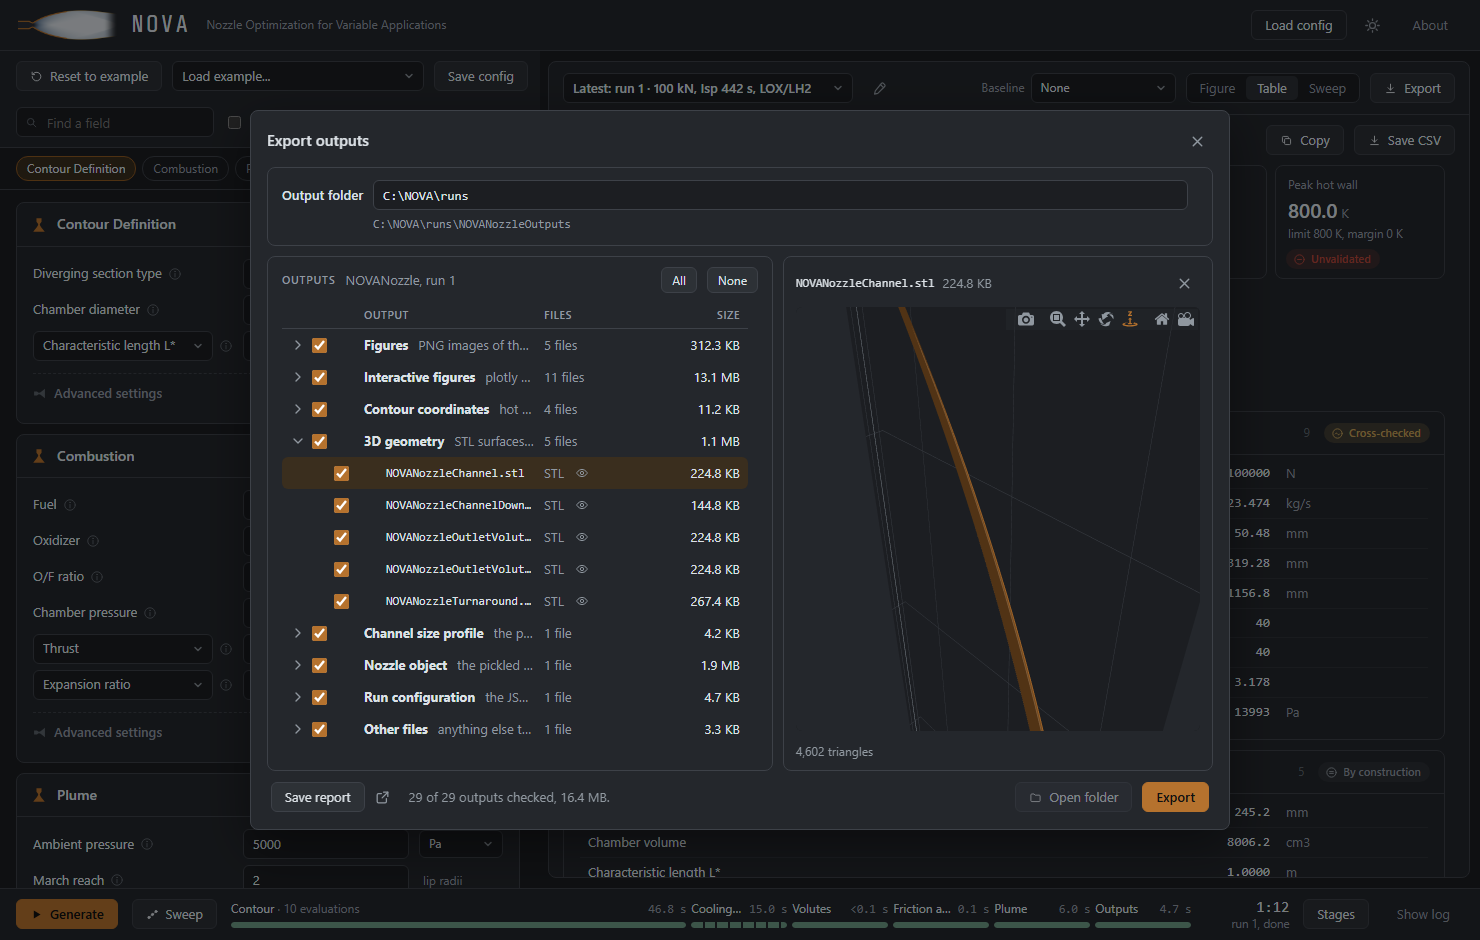 NOVA Nozzle Optimization for Variable Applications Load config About
Reset to example Load example... Save config
Latest: run 1 · 100 kN, Isp 442 s, LOX/LH2 Baseline None Figure Table Sweep Export
Find a field
Copy Save CSV
Contour Definition Combustion
Export outputs
Output folder C:\NOVA\runs
C:\NOVA\runs\NOVANozzleOutputs
Peak hot wall
800.0 K
limit 800 K, margin 0 K
Unvalidated
Contour Definition
Diverging section type
Chamber diameter
Characteristic length L*
Advanced settings
OUTPUTS NOVANozzle, run 1 All None
OUTPUT FILES SIZE
Figures PNG images of th... 5 files 312.3 KB
Interactive figures plotly ... 11 files 13.1 MB
Contour coordinates hot ... 4 files 11.2 KB
3D geometry STL surfaces... 5 files 1.1 MB
NOVANozzleChannel.stl STL 224.8 KB
NOVANozzleChannelDown... STL 144.8 KB
NOVANozzleOutletVolut... STL 224.8 KB
NOVANozzleOutletVolut... STL 224.8 KB
NOVANozzleTurnaround.... STL 267.4 KB
Channel size profile the p... 1 file 4.2 KB
Nozzle object the pickled ... 1 file 1.9 MB
Run configuration the JS... 1 file 4.7 KB
Other files anything else t... 1 file 3.3 KB
NOVANozzleChannel.stl 224.8 KB
4,602 triangles
Save report 29 of 29 outputs checked, 16.4 MB. Open folder Export
Combustion
Fuel
Oxidizer
O/F ratio
Chamber pressure
Thrust
Expansion ratio
Advanced settings
9 Cross-checked
100000 N
23.474 kg/s
50.48 mm
319.28 mm
1156.8 mm
40
40
3.178
13993 Pa
5 By construction
245.2 mm
Chamber volume 8006.2 cm3
Characteristic length L* 1.0000 m
Plume
Ambient pressure 5000 Pa
March reach 2 lip radii
Generate Sweep Contour · 10 evaluations 46.8 s Cooling... 15.0 s Volutes <0.1 s Friction a... 0.1 s Plume 6.0 s Outputs 4.7 s 1:12 Stages Show log
run 1, done